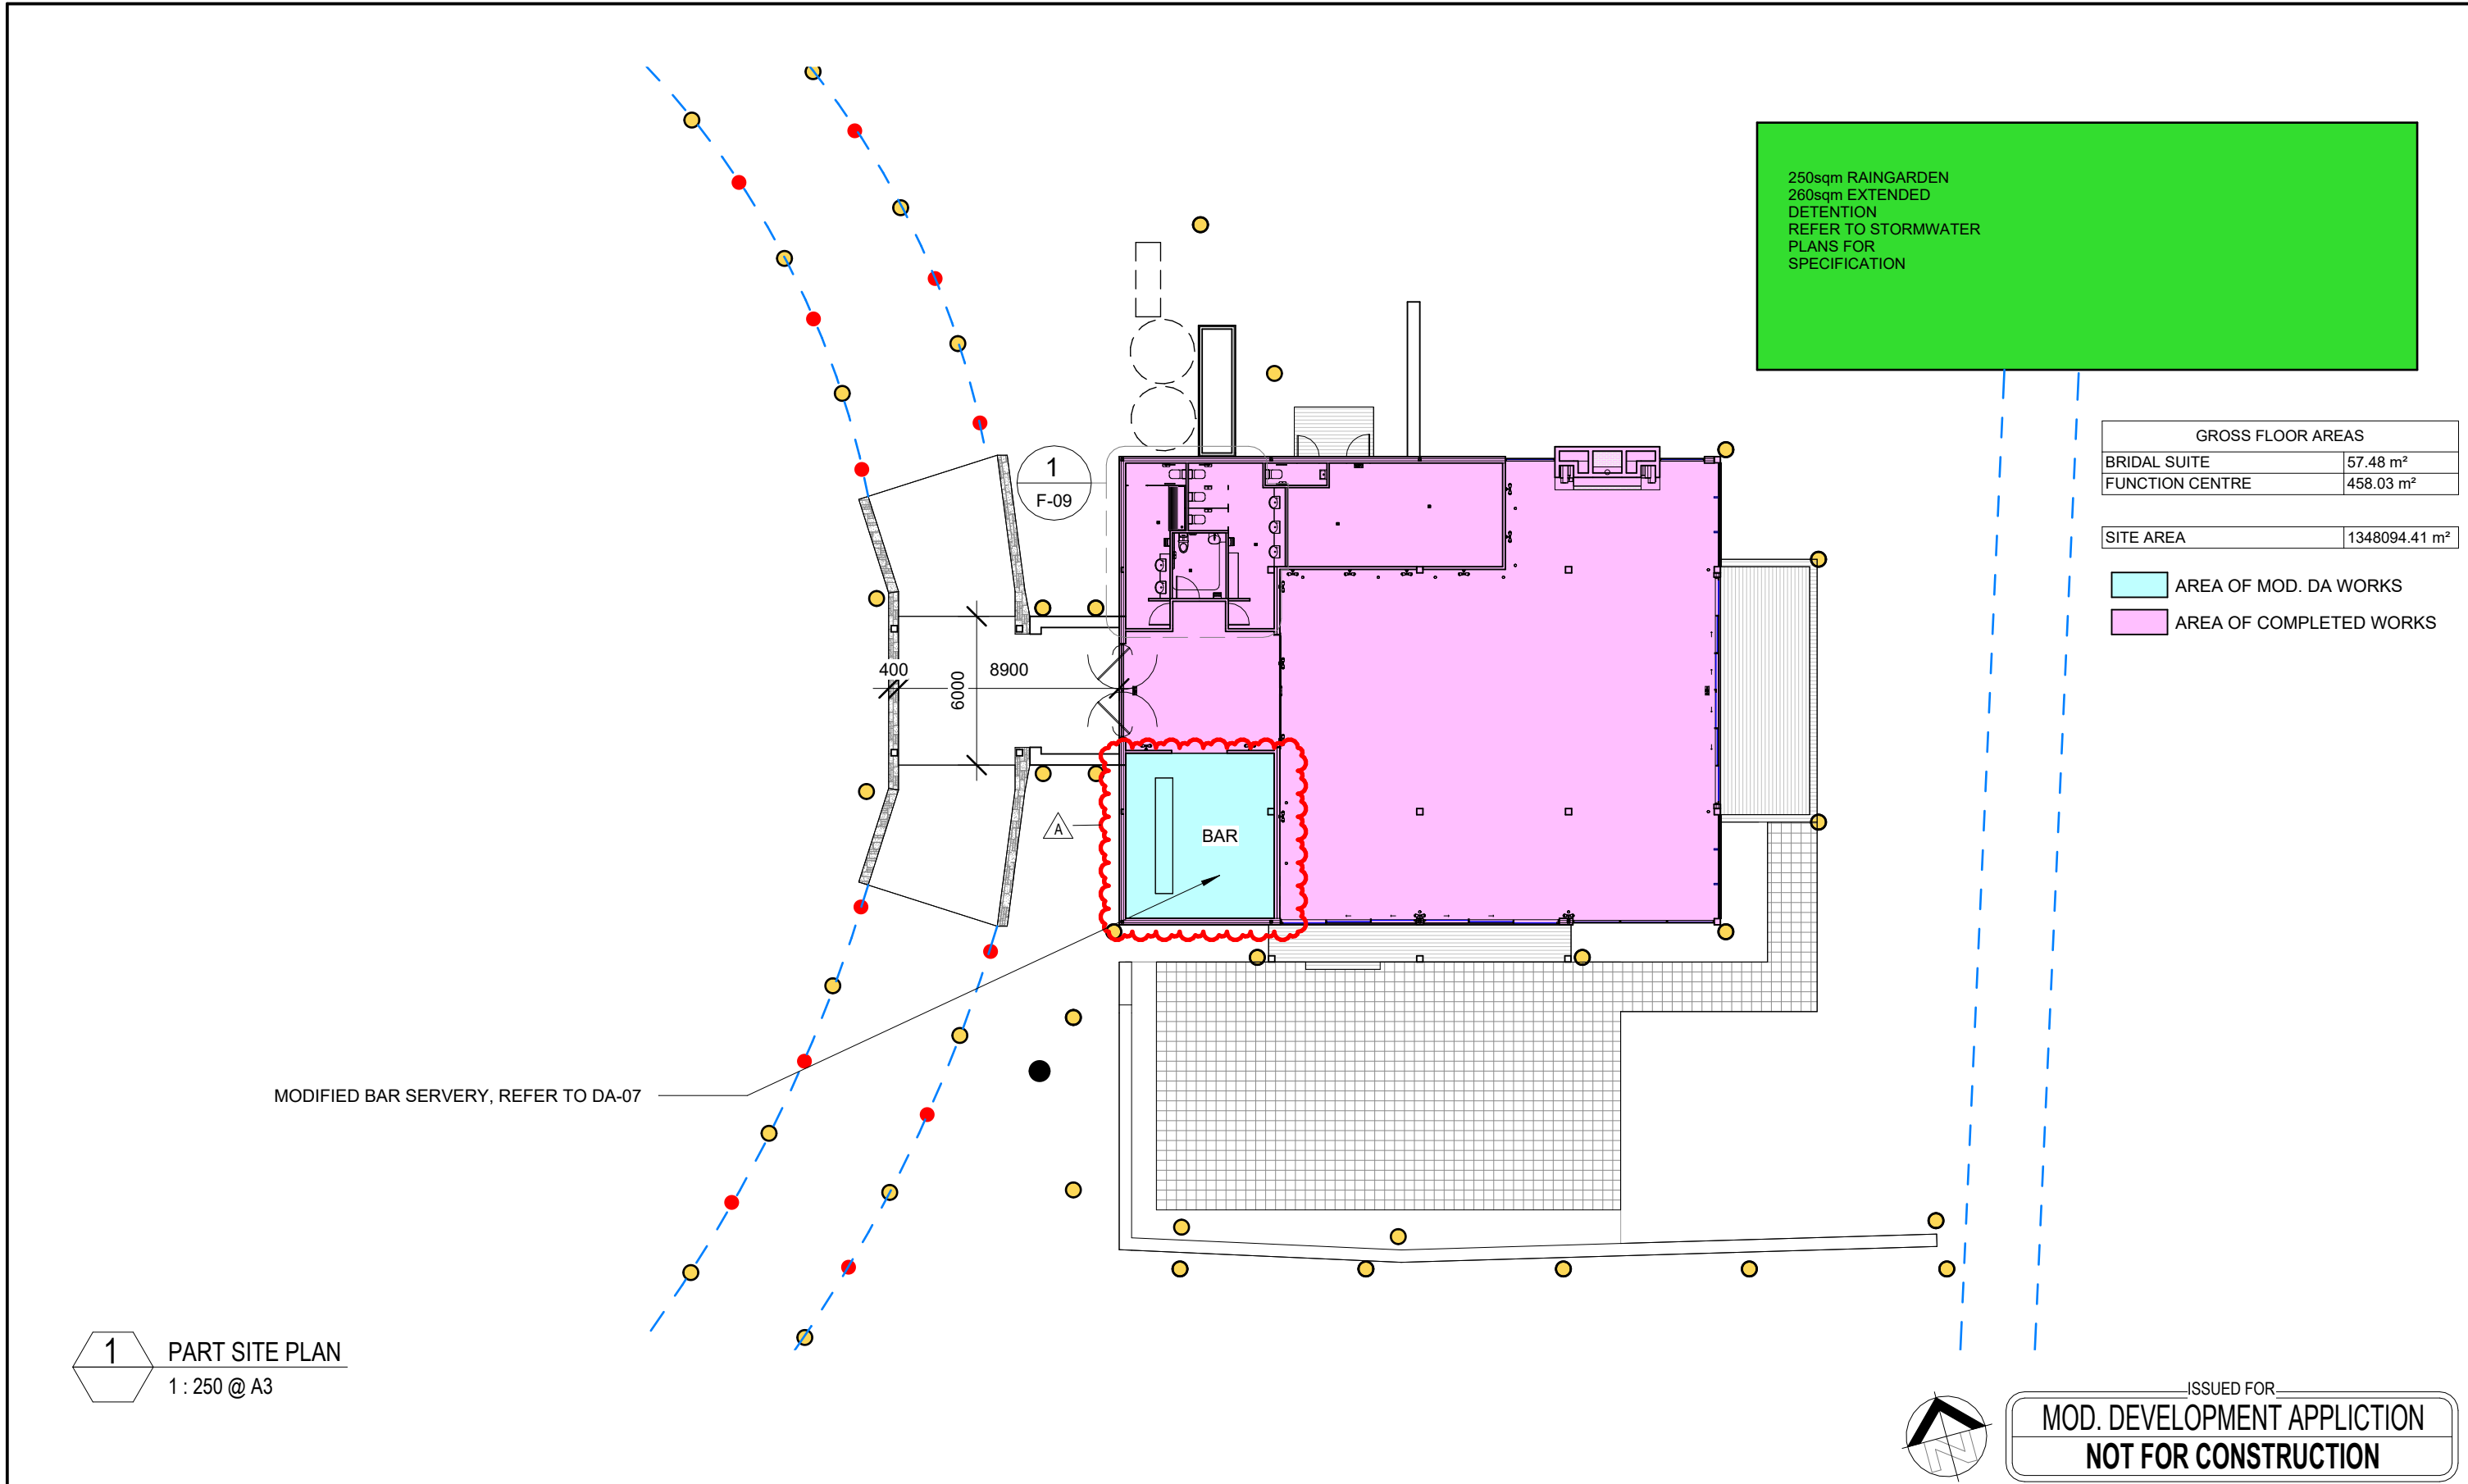 250sqm RAINGARDEN
260sqm EXTENDED
DETENTION
REFER TO STORMWATER
PLANS FOR
SPECIFICATION
GROSS FLOOR AREAS
BRIDAL SUITE 57.48 m²
FUNCTION CENTRE 458.03 m²
SITE AREA 1348094.41 m²
AREA OF MOD. DA WORKS
AREA OF COMPLETED WORKS
1
F-09
400
6000
8900
A
BAR
MODIFIED BAR SERVERY, REFER TO DA-07
1
PART SITE PLAN
1 : 250 @ A3
N
ISSUED FOR
MOD. DEVELOPMENT APPLICTION
NOT FOR CONSTRUCTION